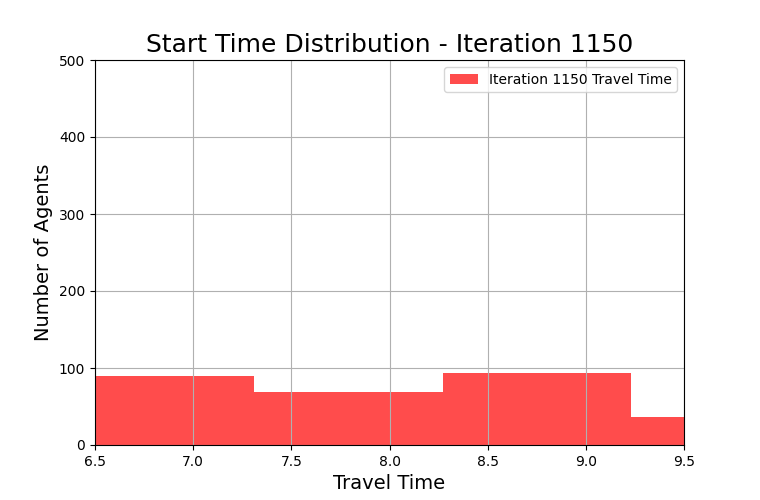 Start Time Distribution - Iteration 1150
Iteration 1150 Travel Time
Number of Agents
500
400
300
200
100
0
6.5 7.0 7.5 8.0 8.5 9.0 9.5
Travel Time